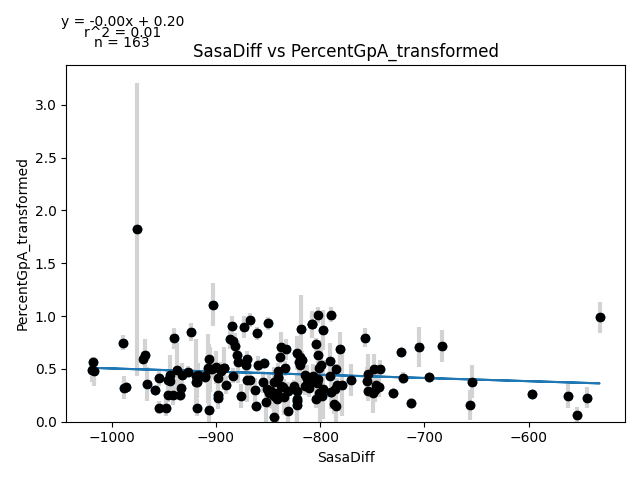 y = -0.00x + 0.20
r^2 = 0.01
n = 163
SasaDiff vs PercentGpA_transformed
PercentGpA_transformed
3.0
2.5
2.0
1.5
1.0
0.5
0.0
−1000 −900 −800 −700 −600
SasaDiff